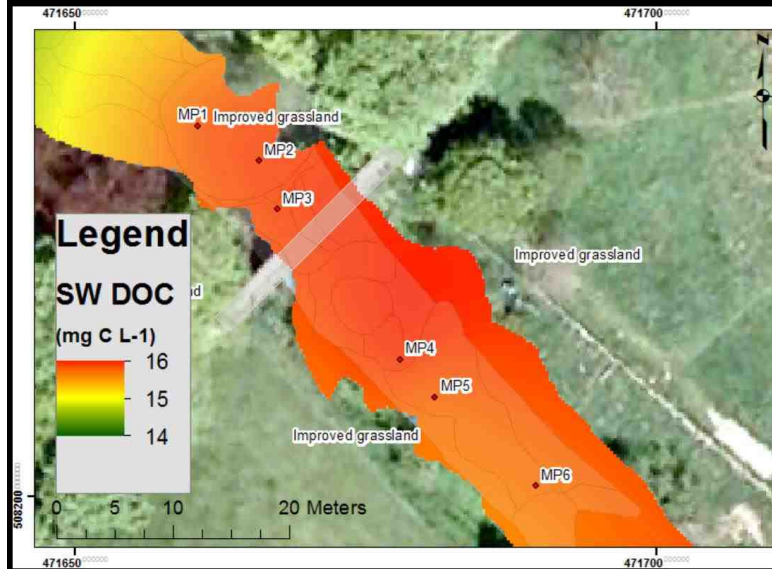 471650
471700
MP1
Improved grassland
MP2
MP3
Legend
Improved grassland
SW DOC
nd
(mg C L-1)
16
15
14
MP4
MP5
Improved grassland
MP6
0 5 10 20 Meters
508200
471650
471700